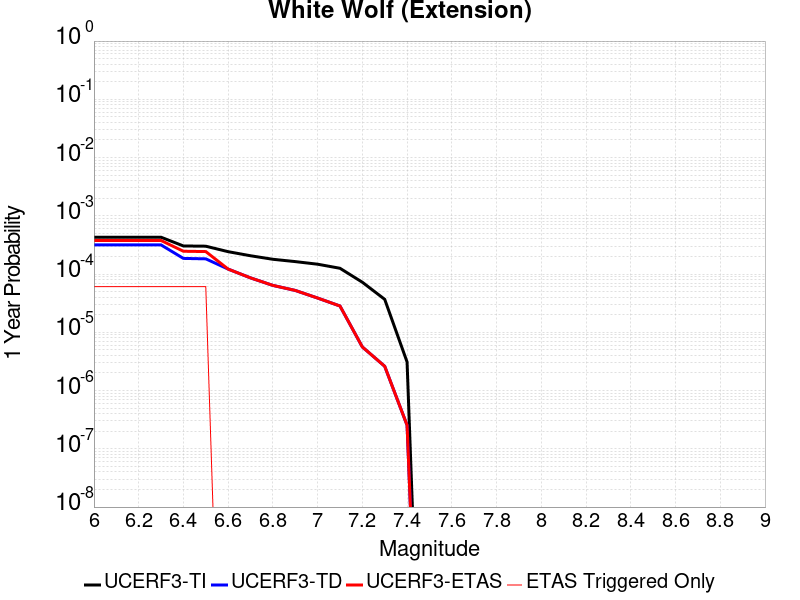 White Wolf (Extension)
1 Year Probability
10^0
10^-1
10^-2
10^-3
10^-4
10^-5
10^-6
10^-7
10^-8
6 6.2 6.4 6.6 6.8 7 7.2 7.4 7.6 7.8 8 8.2 8.4 8.6 8.8 9
Magnitude
UCERF3-TI UCERF3-TD UCERF3-ETAS ETAS Triggered Only